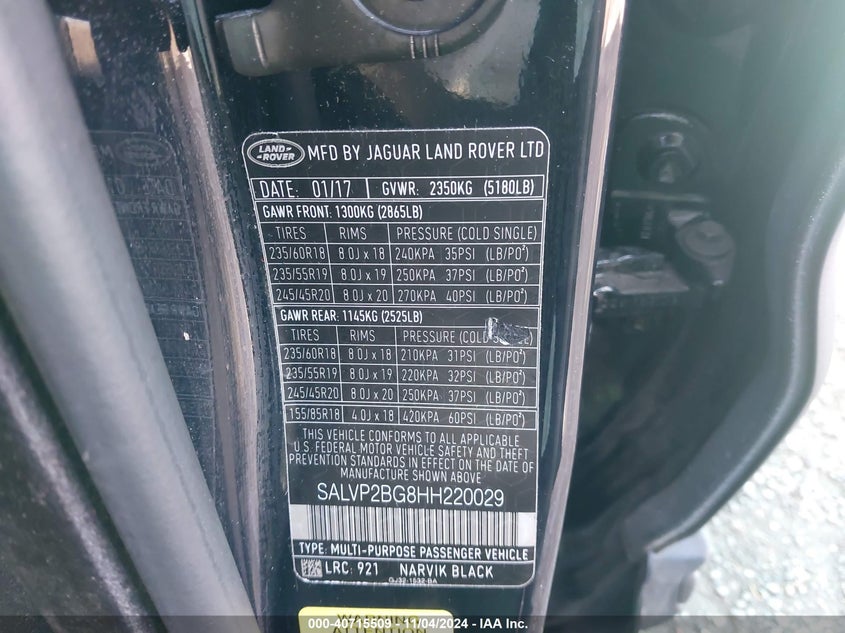 LAND-ROVER MFD BY JAGUAR LAND ROVER LTD
DATE: 01/17 GVWR: 2350KG (5180LB)
GAWR FRONT: 1300KG (2865LB)
TIRES RIMS PRESSURE (COLD SINGLE)
235/60R18 8.0J x 18 240KPA 35PSI (LB/PO²)
235/55R19 8.0J x 19 250KPA 37PSI (LB/PO²)
245/45R20 8.0J x 20 270KPA 40PSI (LB/PO²)
GAWR REAR: 1145KG (2525LB)
TIRES RIMS PRESSURE (COLD
235/60R18 8.0J x 18 210KPA 31PSI (LB/PO²)
235/55R19 8.0J x 19 220KPA 32PSI (LB/PO²)
245/45R20 8.0J x 20 250KPA 37PSI (LB/PO²)
155/85R18 4.0J x 18 420KPA 60PSI (LB/PO²)
THIS VEHICLE CONFORMS TO ALL APPLICABLE
U.S. FEDERAL MOTOR VEHICLE SAFETY AND THEFT
PREVENTION STANDARDS IN EFFECT ON THE DATE OF
MANUFACTURE SHOWN ABOVE
SALVP2BG8HH220029
TYPE: MULTI-PURPOSE PASSENGER VEHICLE
LRC: 921 NARVIK BLACK
GJ32-1532-BA
000-40715509 - 11/04/2024 - IAA Inc.